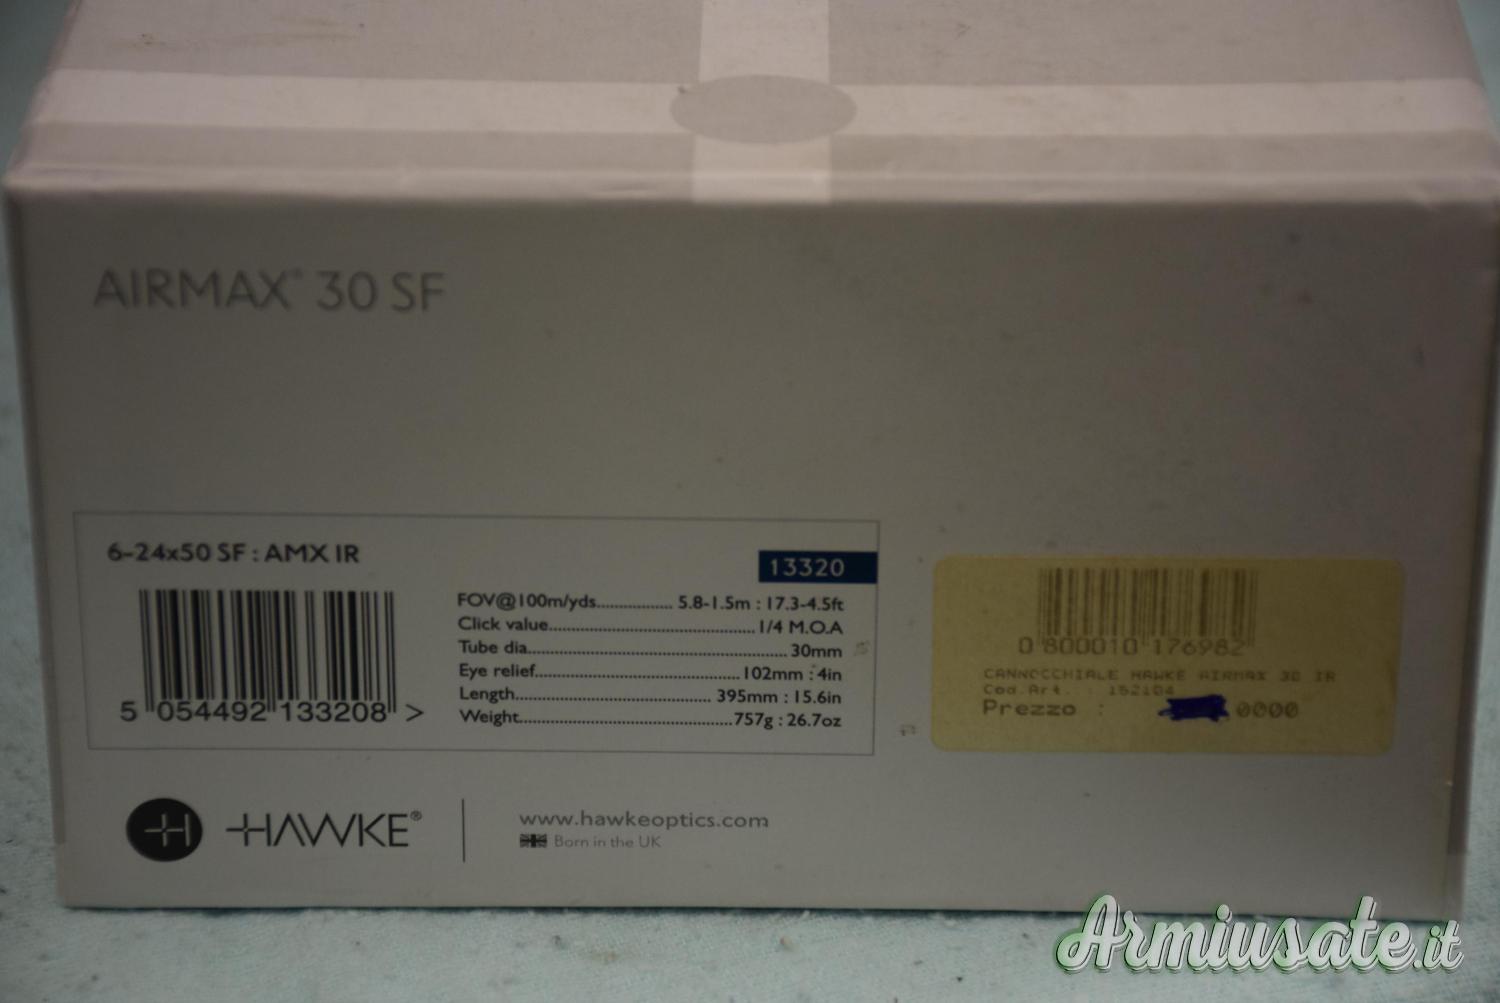 AIRMAX® 30 SF
6-24x50 SF : AMX IR
13320
FOV@100m/yds................. 5.8-1.5m : 17.3-4.5ft
Click value.............................................. 1/4 M.O.A
Tube dia.......................................................... 30mm
Eye relief.............................................. 102mm : 4in
Length............................................ 395mm : 15.6in
Weight.............................................. 757g : 26.7oz
5 054492 133208 >
0 800010 176982
CANNOCCHIALE HAWKE AIRMAX 30 IR
Cod.Art. : 152104
Prezzo : 0000
HAWKE®
www.hawkeoptics.com
Born in the UK
Armiusate.it